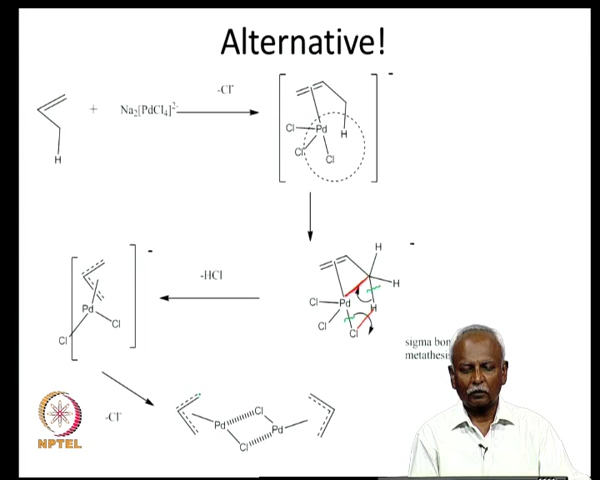 Alternative!
-Cl⁻
+
Na₂[PdCl₄]²⁻
H
Cl
Pd
H
Cl
Cl
-
H
-
H
H
Cl
Pd
Cl
Cl
sigma bon
metathesi
-HCl
-
Pd
Cl
Cl
-Cl⁻
Pd
Cl
Pd
Cl
NPTEL